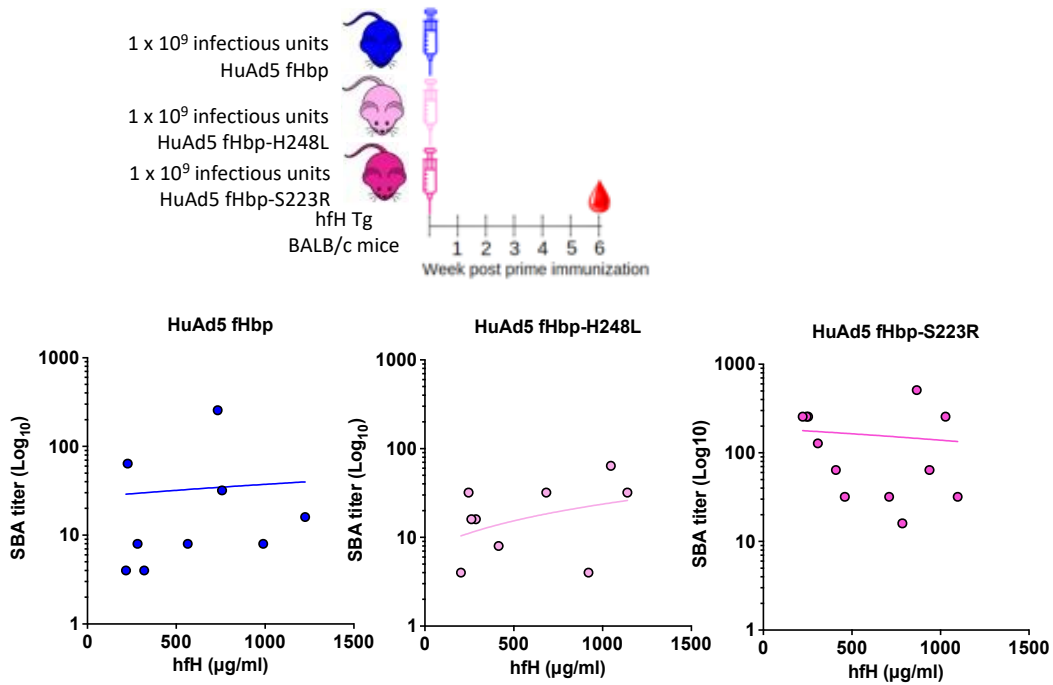 1 x 10⁹ infectious units
HuAd5 fHbp
1 x 10⁹ infectious units
HuAd5 fHbp-H248L
1 x 10⁹ infectious units
HuAd5 fHbp-S223R
hfH Tg
BALB/c mice
1 2 3 4 5 6
Week post prime immunization
HuAd5 fHbp
SBA titer (Log₁₀)
1000
100
10
1
0 500 1000 1500
hfH (µg/ml)
HuAd5 fHbp-H248L
SBA titer (Log₁₀)
1000
100
10
1
0 500 1000 1500
hfH (µg/ml)
HuAd5 fHbp-S223R
SBA titer (Log10)
1000
100
10
1
0 500 1000 1500
hfH (µg/ml)